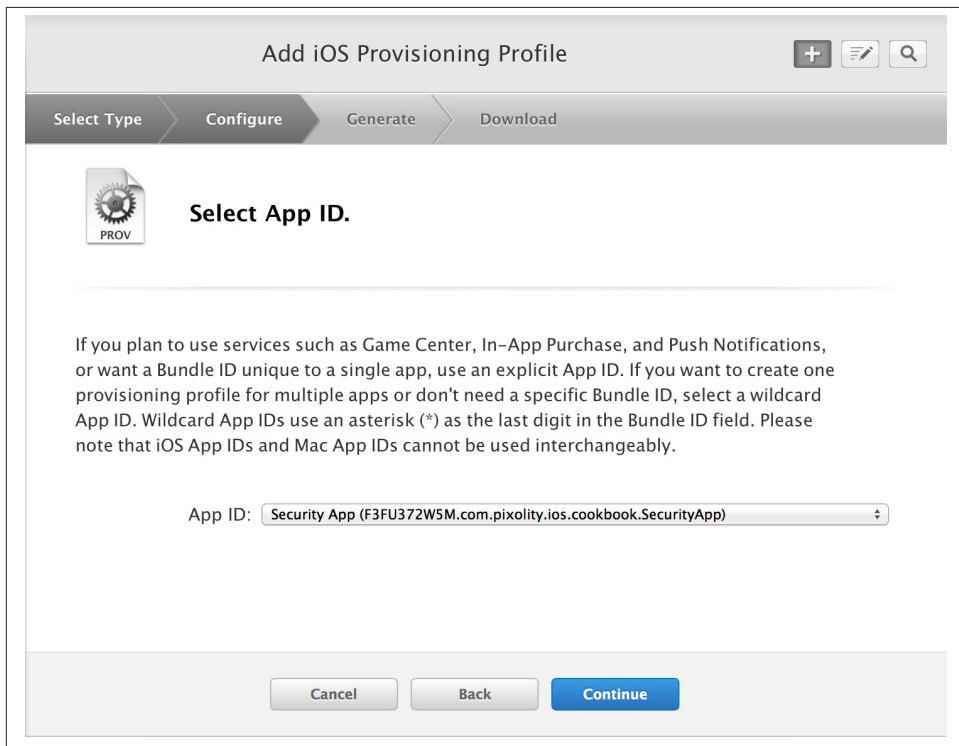 Add iOS Provisioning Profile
Select Type
Configure
Generate
Download
PROV
Select App ID.
If you plan to use services such as Game Center, In-App Purchase, and Push Notifications,
or want a Bundle ID unique to a single app, use an explicit App ID. If you want to create one
provisioning profile for multiple apps or don't need a specific Bundle ID, select a wildcard
App ID. Wildcard App IDs use an asterisk (*) as the last digit in the Bundle ID field. Please
note that iOS App IDs and Mac App IDs cannot be used interchangeably.
App ID: Security App (F3FU372W5M.com.pixolity.ios.cookbook.SecurityApp)
Cancel
Back
Continue